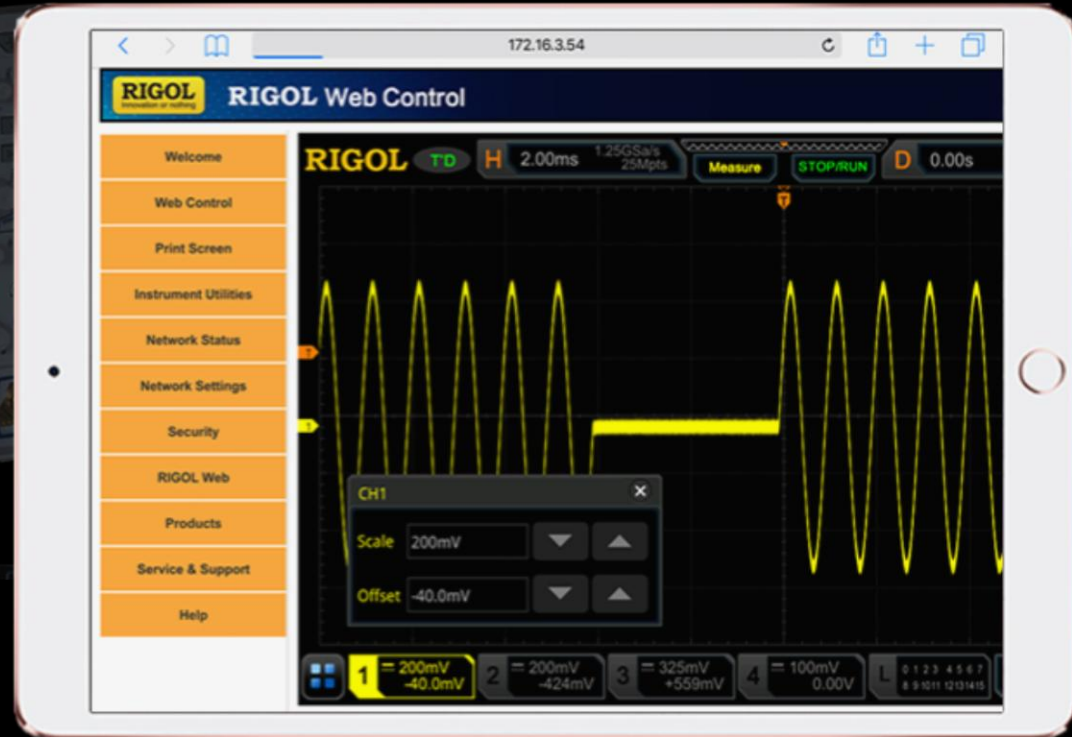 172.16.3.54
RIGOL
Innovation or nothing
RIGOL Web Control
Welcome
Web Control
Print Screen
Instrument Utilities
Network Status
Network Settings
Security
RIGOL Web
Products
Service & Support
Help
RIGOL T'D H 2.00ms 1.25GSa/s 25Mpts Measure STOP/RUN D 0.00s
T
T
1
CH1
Scale 200mV
Offset -40.0mV
1 200mV -40.0mV
2 200mV -424mV
3 325mV +559mV
4 100mV 0.00V
L 0 1 2 3 4 5 6 7
8 9 10 11 12 13 14 15